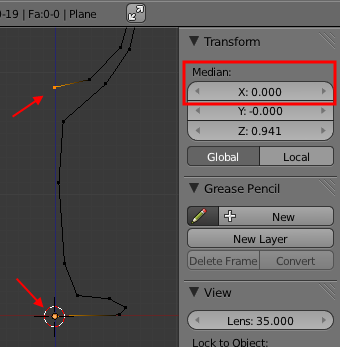 0-19 | Fa:0-0 | Plane
Transform
Median:
X: 0.000
Y: -0.000
Z: 0.941
Global Local
Grease Pencil
New
New Layer
Delete Frame Convert
View
Lens: 35.000
Lock to Object: